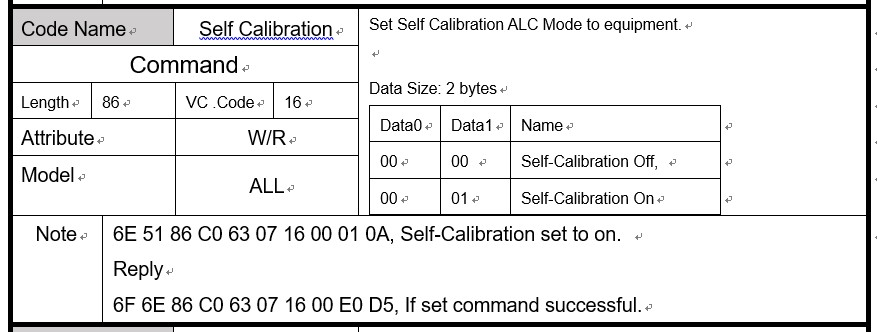 Code Name
Self Calibration
Command
Length
86
VC .Code
16
Attribute
W/R
Model
ALL
Set Self Calibration ALC Mode to equipment.
Data Size: 2 bytes
Data0 Data1 Name
00 00 Self-Calibration Off,
00 01 Self-Calibration On
Note
6E 51 86 C0 63 07 16 00 01 0A, Self-Calibration set to on.
Reply
6F 6E 86 C0 63 07 16 00 E0 D5, If set command successful.